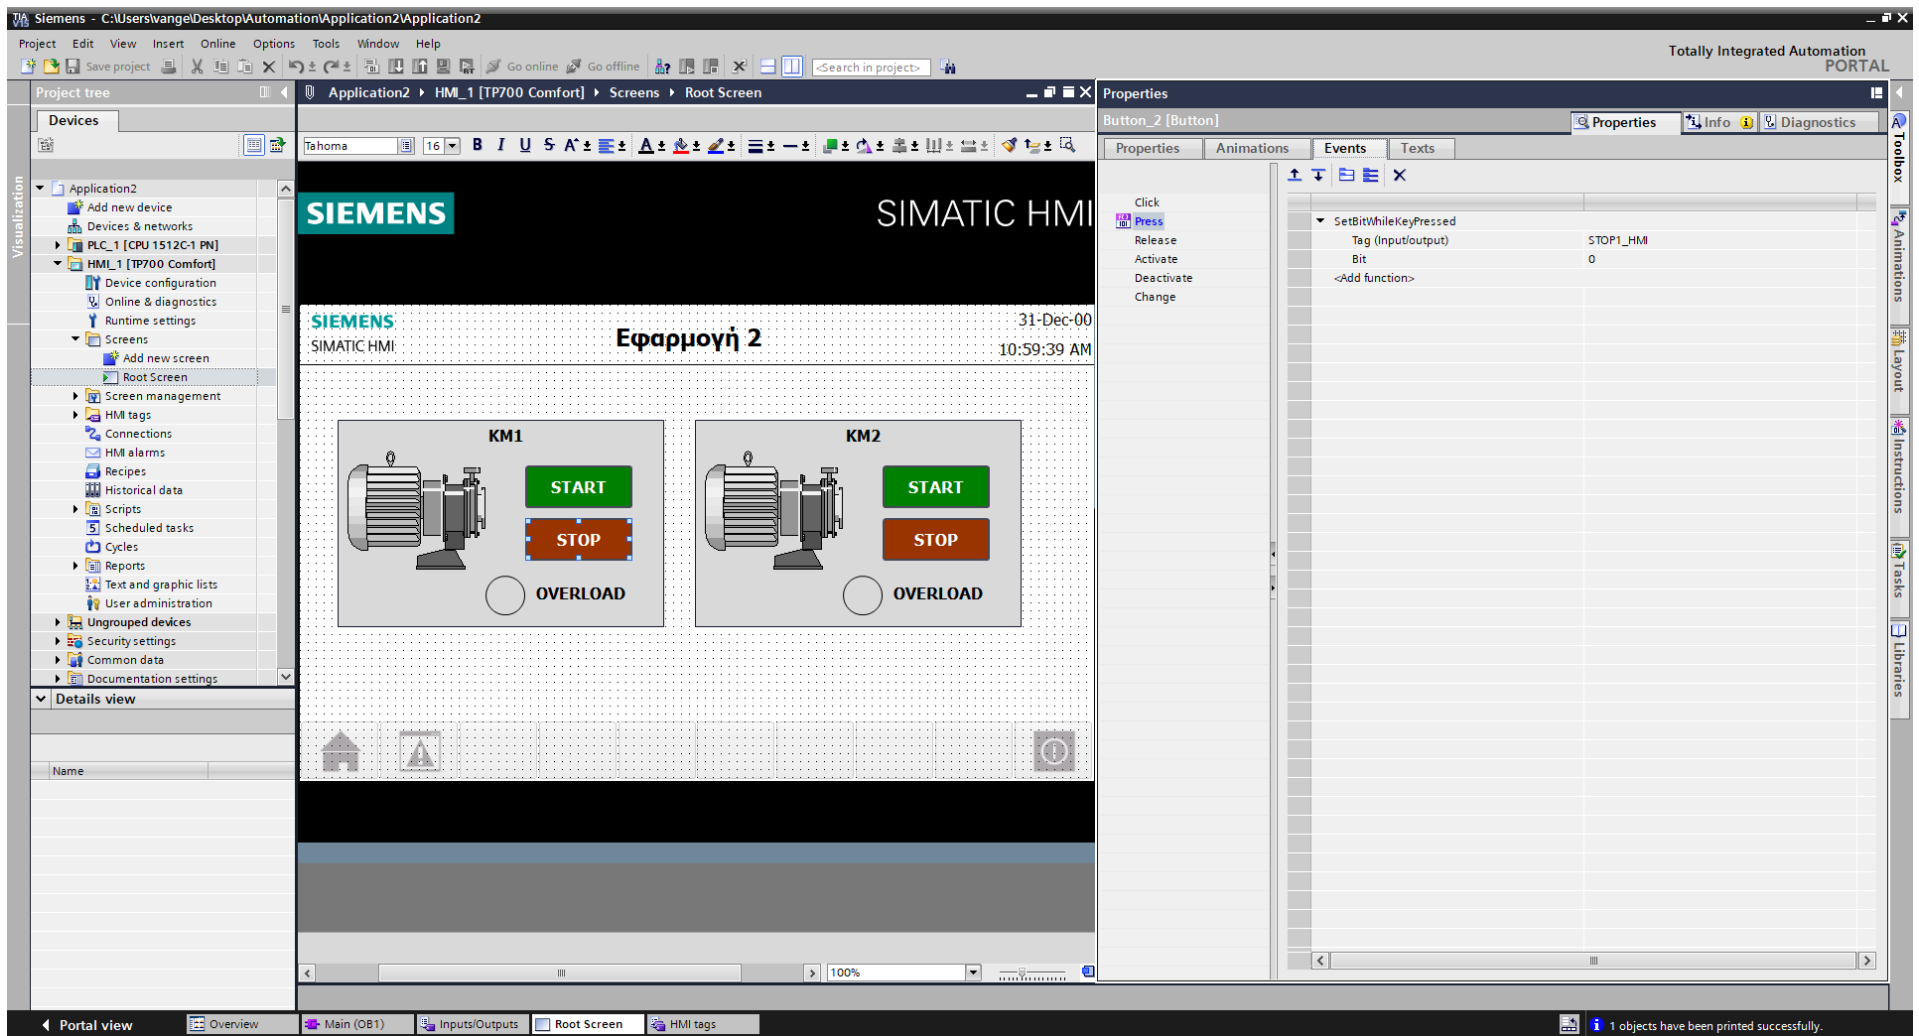 Siemens - C:\Users\vange\Desktop\Automation\Application2\Application2
Project Edit View Insert Online Options Tools Window Help
Totally Integrated Automation
PORTAL
Save project
Go online
Go offline
<Search in project>
Project tree
Application2 HMI_1 [TP700 Comfort] Screens Root Screen
Properties
Devices
Button_2 [Button]
Properties Info Diagnostics
Tahoma 16 B I U S
Properties Animations Events Texts
Visualization
Application2
Add new device
Devices & networks
PLC_1 [CPU 1512C-1 PN]
HMI_1 [TP700 Comfort]
Device configuration
Online & diagnostics
Runtime settings
Screens
Add new screen
Root Screen
Screen management
HMI tags
Connections
HMI alarms
Recipes
Historical data
Scripts
Scheduled tasks
Cycles
Reports
Text and graphic lists
User administration
Ungrouped devices
Security settings
Common data
Documentation settings
Details view
Name
SIEMENS
SIMATIC HMI
SIEMENS
SIMATIC HMI
Εφαρμογή 2
31-Dec-00
10:59:39 AM
KM1
START
STOP
OVERLOAD
KM2
START
STOP
OVERLOAD
100%
Click
Press
Release
Activate
Deactivate
Change
SetBitWhileKeyPressed
Tag (Input/output) STOP1_HMI
Bit 0
<Add function>
Toolbox
Animations
Layout
Instructions
Tasks
Libraries
Portal view
Overview
Main (OB1)
Inputs/Outputs
Root Screen
HMI tags
1 objects have been printed successfully.